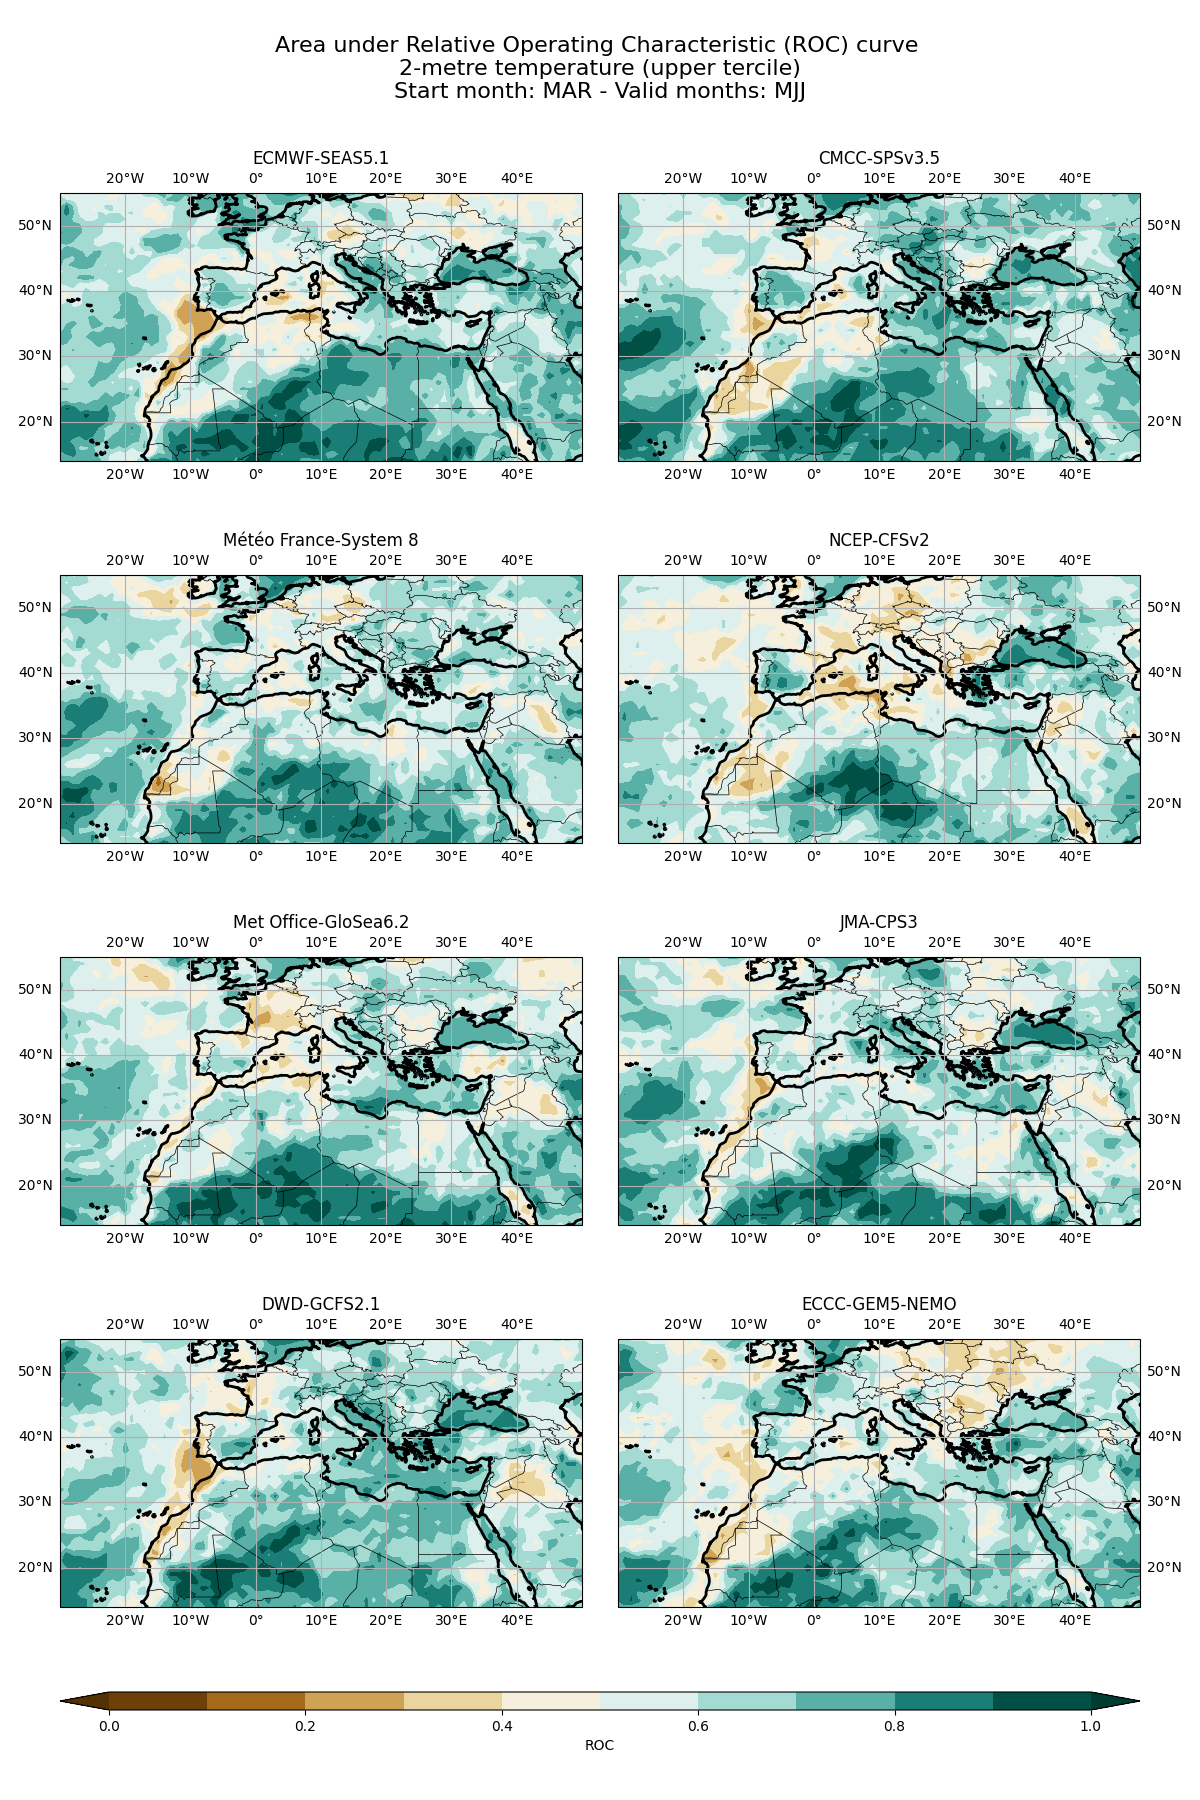 Area under Relative Operating Characteristic (ROC) curve
2-metre temperature (upper tercile)
Start month: MAR - Valid months: MJJ
ECMWF-SEAS5.1
20°W 10°W 0° 10°E 20°E 30°E 40°E
50°N
40°N
30°N
20°N
20°W 10°W 0° 10°E 20°E 30°E 40°E
CMCC-SPSv3.5
20°W 10°W 0° 10°E 20°E 30°E 40°E
50°N
40°N
30°N
20°N
20°W 10°W 0° 10°E 20°E 30°E 40°E
Météo France-System 8
20°W 10°W 0° 10°E 20°E 30°E 40°E
50°N
40°N
30°N
20°N
20°W 10°W 0° 10°E 20°E 30°E 40°E
NCEP-CFSv2
20°W 10°W 0° 10°E 20°E 30°E 40°E
50°N
40°N
30°N
20°N
20°W 10°W 0° 10°E 20°E 30°E 40°E
Met Office-GloSea6.2
20°W 10°W 0° 10°E 20°E 30°E 40°E
50°N
40°N
30°N
20°N
20°W 10°W 0° 10°E 20°E 30°E 40°E
JMA-CPS3
20°W 10°W 0° 10°E 20°E 30°E 40°E
50°N
40°N
30°N
20°N
20°W 10°W 0° 10°E 20°E 30°E 40°E
DWD-GCFS2.1
20°W 10°W 0° 10°E 20°E 30°E 40°E
50°N
40°N
30°N
20°N
20°W 10°W 0° 10°E 20°E 30°E 40°E
ECCC-GEM5-NEMO
20°W 10°W 0° 10°E 20°E 30°E 40°E
50°N
40°N
30°N
20°N
20°W 10°W 0° 10°E 20°E 30°E 40°E
0.0 0.2 0.4 0.6 0.8 1.0
ROC